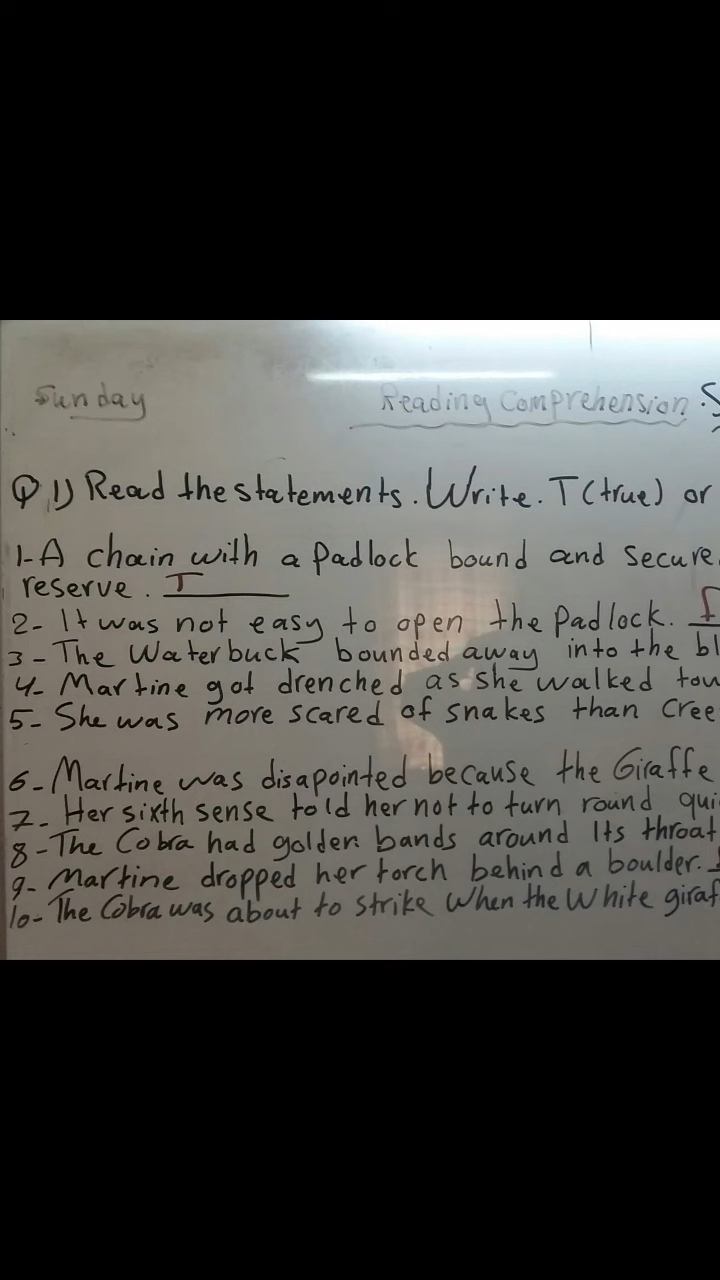 Sunday
Reading Comprehension
Q1) Read the statements. Write. T (true) or
1- A chain with a padlock bound and secure
reserve. T
2- It was not easy to open the padlock. f
3- The Waterbuck bounded away into the bl
4- Martine got drenched as she walked tow
5- She was more scared of snakes than cree
6- Martine was disapointed because the Giraffe
7- Her sixth sense told her not to turn round qui
8- The Cobra had golden bands around Its throat
9- Martine dropped her torch behind a boulder.
10- The Cobra was about to strike when the White giraf